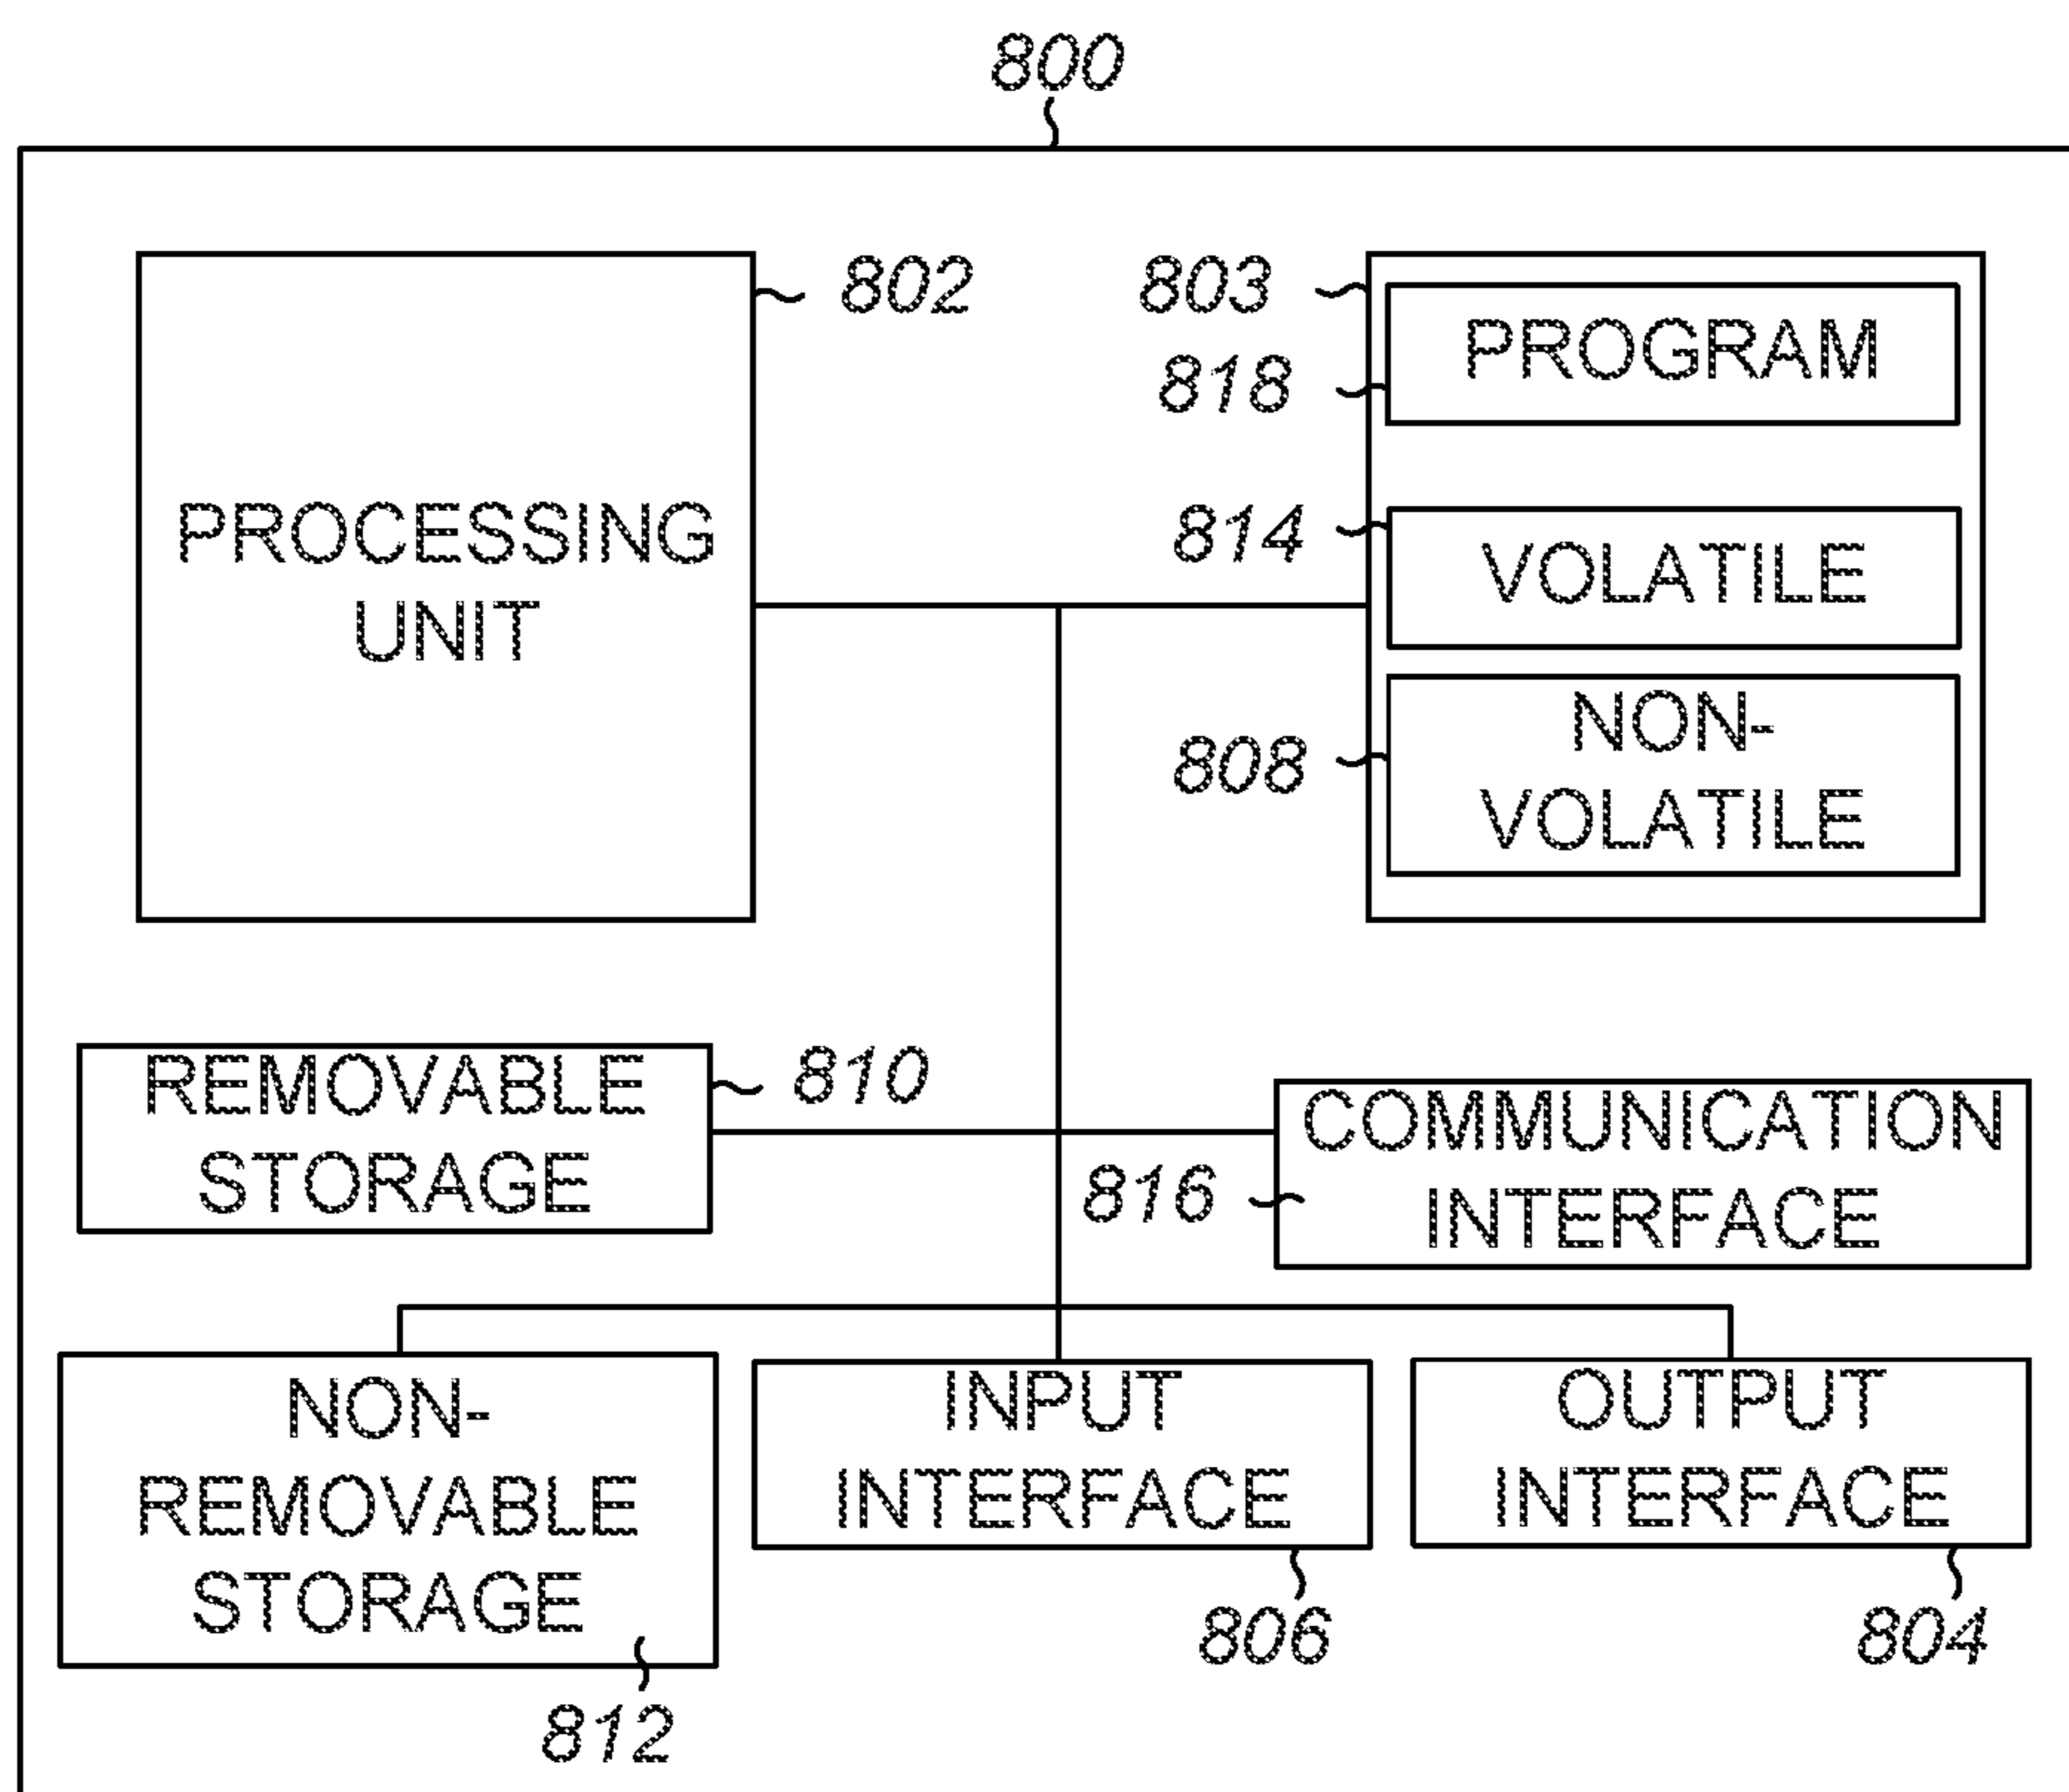 800
PROCESSING
UNIT
802
803
818
PROGRAM
814
VOLATILE
808
NON-
VOLATILE
REMOVABLE
STORAGE
810
816
COMMUNICATION
INTERFACE
NON-
REMOVABLE
STORAGE
812
INPUT
INTERFACE
806
OUTPUT
INTERFACE
804